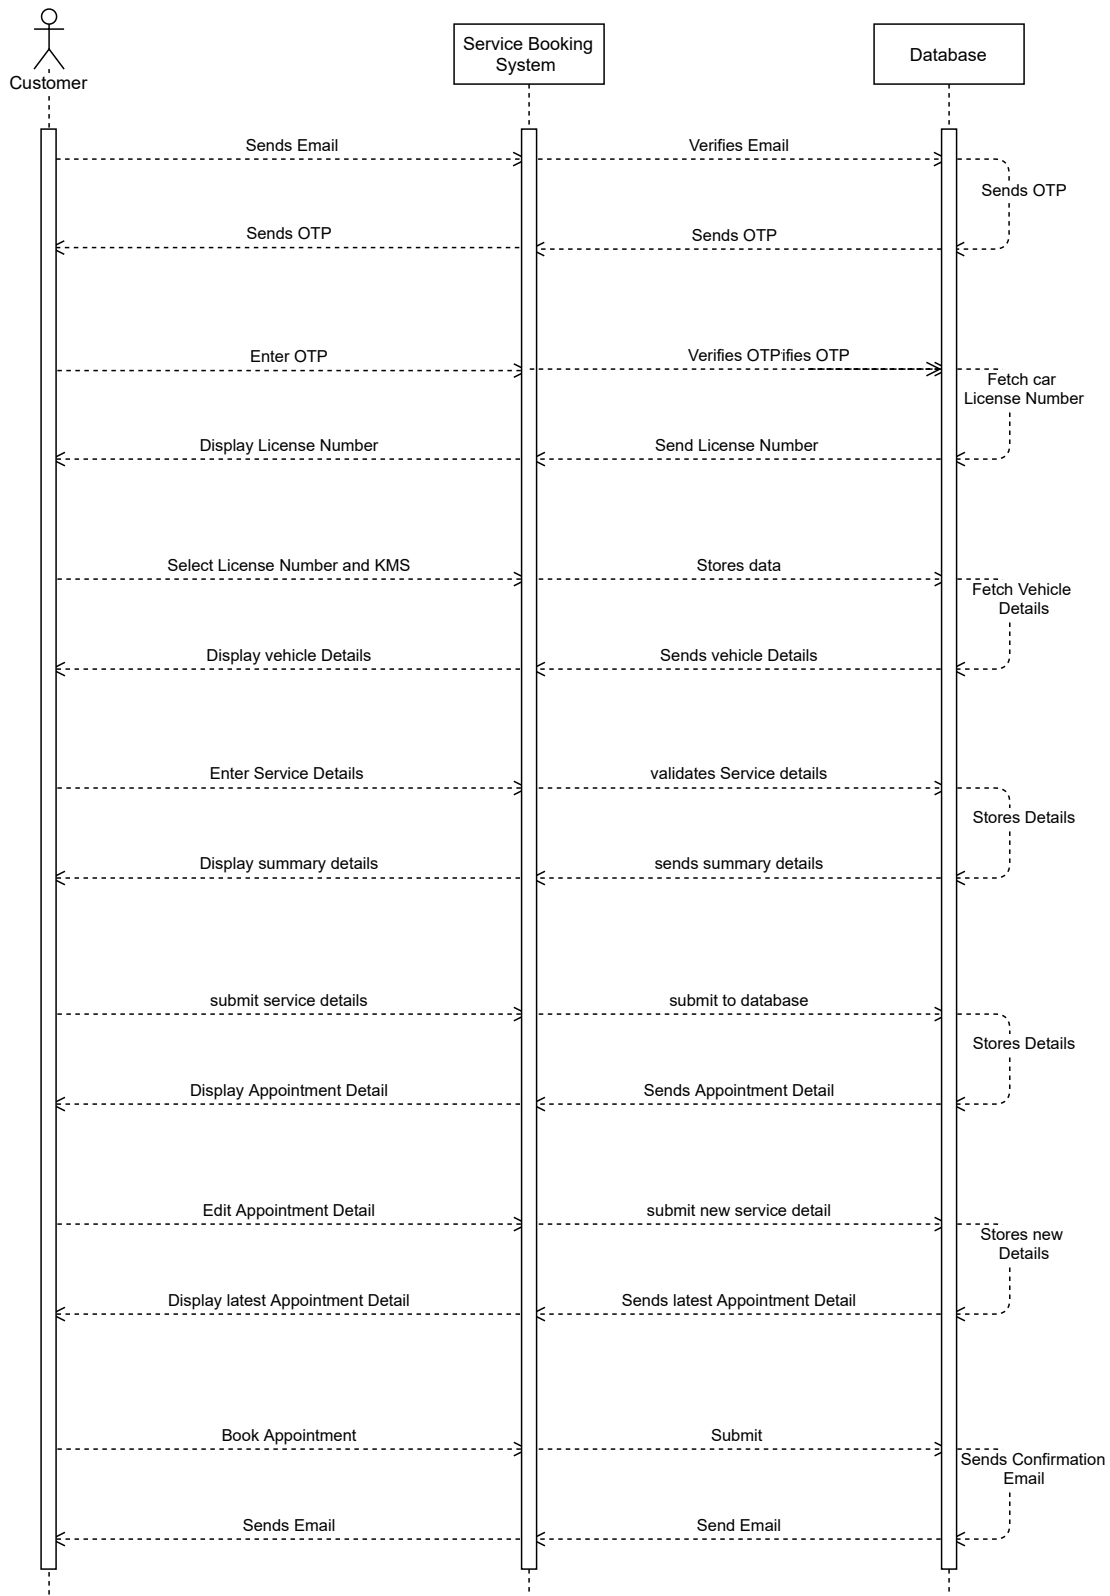 Customer
Service Booking
System
Database
Sends Email
Verifies Email
Sends OTP
Sends OTP
Sends OTP
Enter OTP
Verifies OTP
ifies OTP
Fetch car
License Number
Display License Number
Send License Number
Select License Number and KMS
Stores data
Fetch Vehicle
Details
Display vehicle Details
Sends vehicle Details
Enter Service Details
validates Service details
Stores Details
Display summary details
sends summary details
submit service details
submit to database
Stores Details
Display Appointment Detail
Sends Appointment Detail
Edit Appointment Detail
submit new service detail
Stores new
Details
Display latest Appointment Detail
Sends latest Appointment Detail
Book Appointment
Submit
Sends Confirmation
Email
Sends Email
Send Email